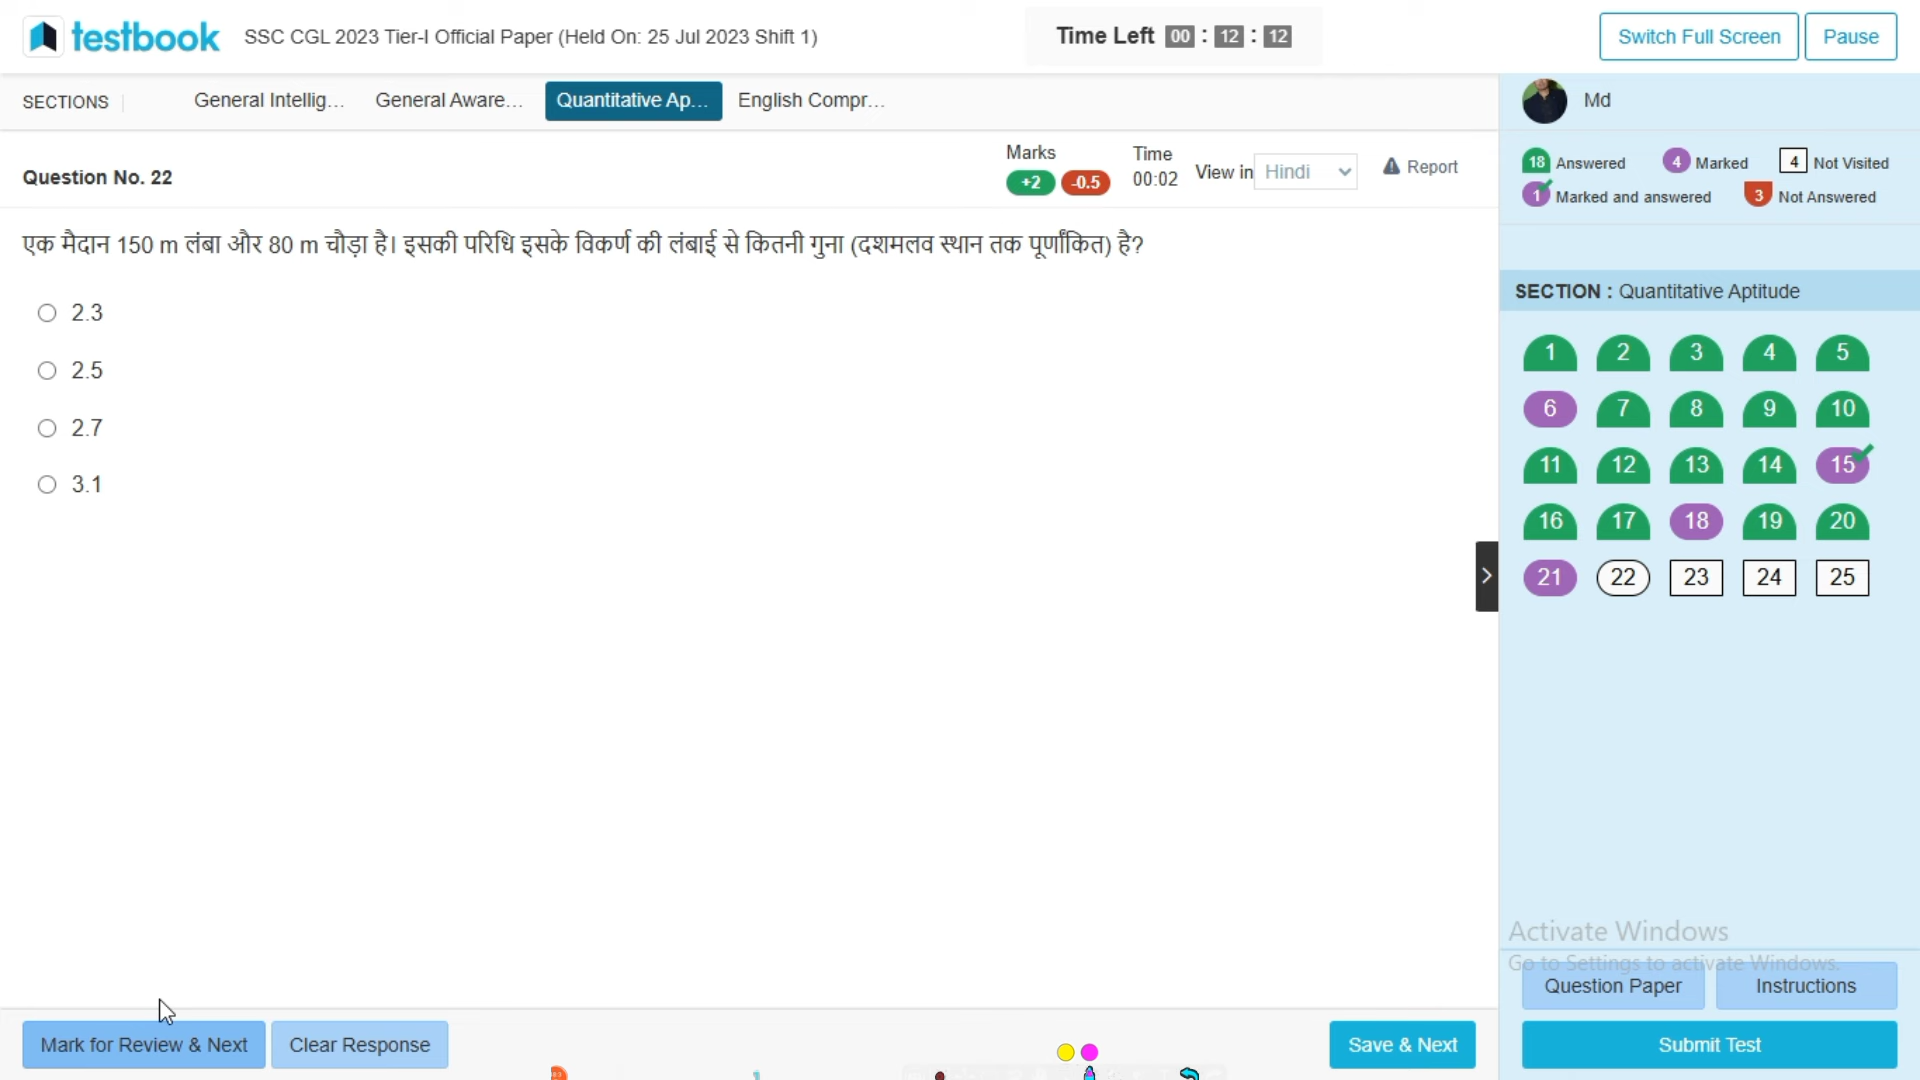 testbook SSC CGL 2023 Tier-I Official Paper (Held On: 25 Jul 2023 Shift 1) Time Left 00 : 12 : 12 Switch Full Screen Pause
SECTIONS General Intellig... General Aware... Quantitative Ap... English Compr... Md
Question No. 22 Marks +2 -0.5 Time 00:02 View in Hindi Report
18 Answered 4 Marked 4 Not Visited
1 Marked and answered 3 Not Answered
एक मैदान 150 m लंबा और 80 m चौड़ा है। इसकी परिधि इसके विकर्ण की लंबाई से कितनी गुना (दशमलव स्थान तक पूर्णांकित) है?
2.3
2.5
2.7
3.1
SECTION : Quantitative Aptitude
1 2 3 4 5
6 7 8 9 10
11 12 13 14 15
16 17 18 19 20
21 22 23 24 25
Activate Windows
Go to Settings to activate Windows.
Question Paper Instructions
Mark for Review & Next Clear Response Save & Next Submit Test